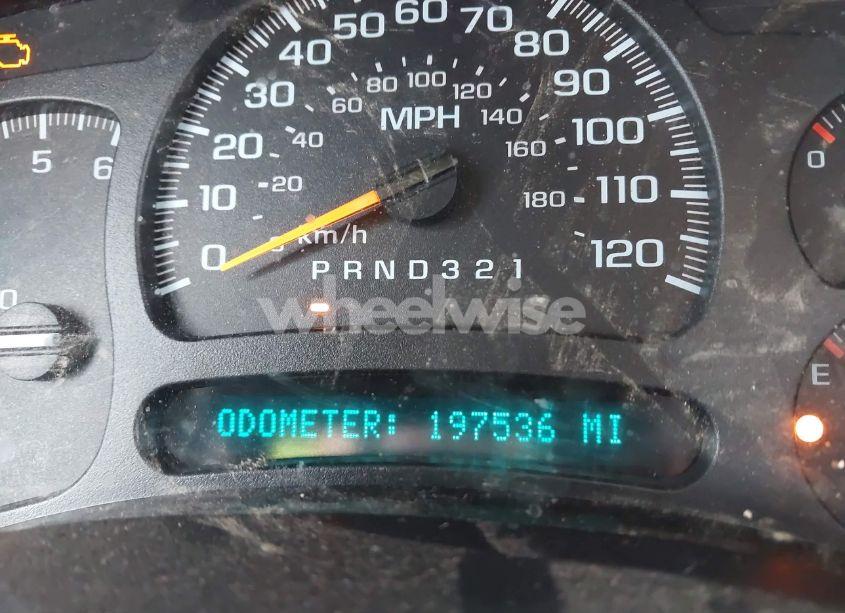 50 60 70
40 80
30 60 80 100 120 90
MPH
20 40 140 100
5 6 160 0
10 20 180 110
0 km/h 120
PRND321
0
wheelwise
E
ODOMETER: 197536 MI